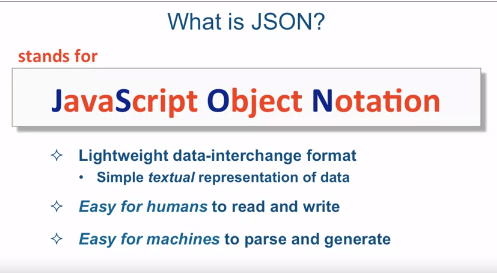 What is JSON?
stands for
JavaScript Object Notation
Lightweight data-interchange format
• Simple textual representation of data
Easy for humans to read and write
Easy for machines to parse and generate